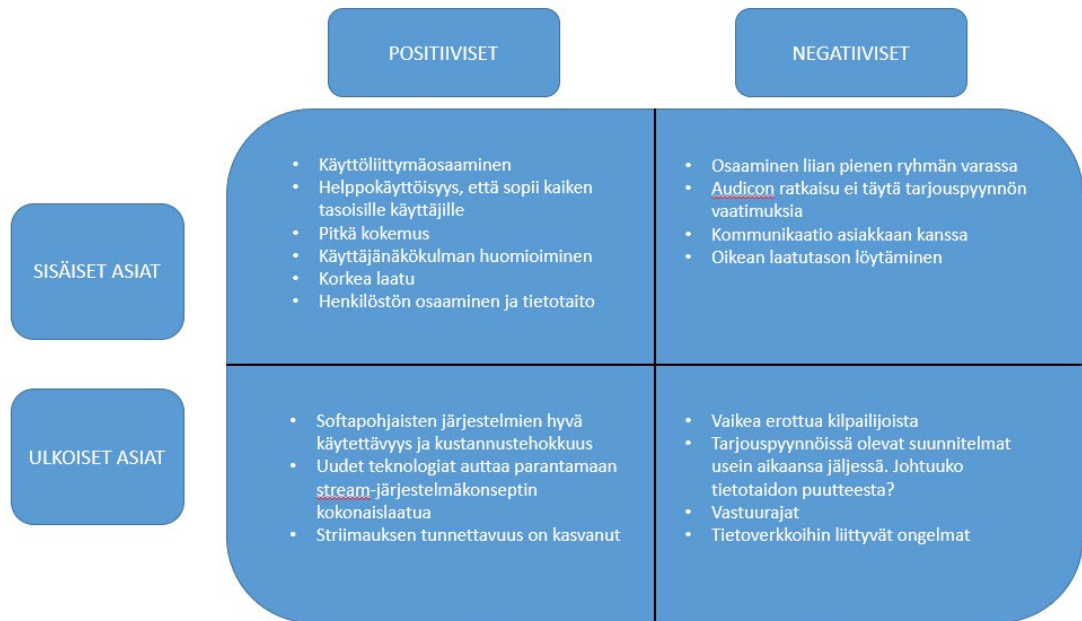 POSITIIVISET
NEGATIIVISET
SISÄISET ASIAT
• Käyttöliittymäosaaminen
• Helppokäyttöisyys, että sopii kaiken
tasoisille käyttäjille
• Pitkä kokemus
• Käyttäjänäkökulman huomioiminen
• Korkea laatu
• Henkilöstön osaaminen ja tietotaito
• Osaaminen liian pienen ryhmän varassa
• Audicon ratkaisu ei täytä tarjouspyynnön
vaatimuksia
• Kommunikaatio asiakkaan kanssa
• Oikean laatutason löytäminen
ULKOISET ASIAT
• Softapohjaisten järjestelmien hyvä
käytettävyys ja kustannustehokkuus
• Uudet teknologiat auttaa parantamaan
stream-järjestelmäkonseptin
kokonaislaatua
• Striimauksen tunnettavuus on kasvanut
• Vaikea erottua kilpailijoista
• Tarjouspyynnöissä olevat suunnitelmat
usein aikaansa jäljessä. Johtuuko
tietotaidon puutteesta?
• Vastuurajat
• Tietoverkkoihin liittyvät ongelmat